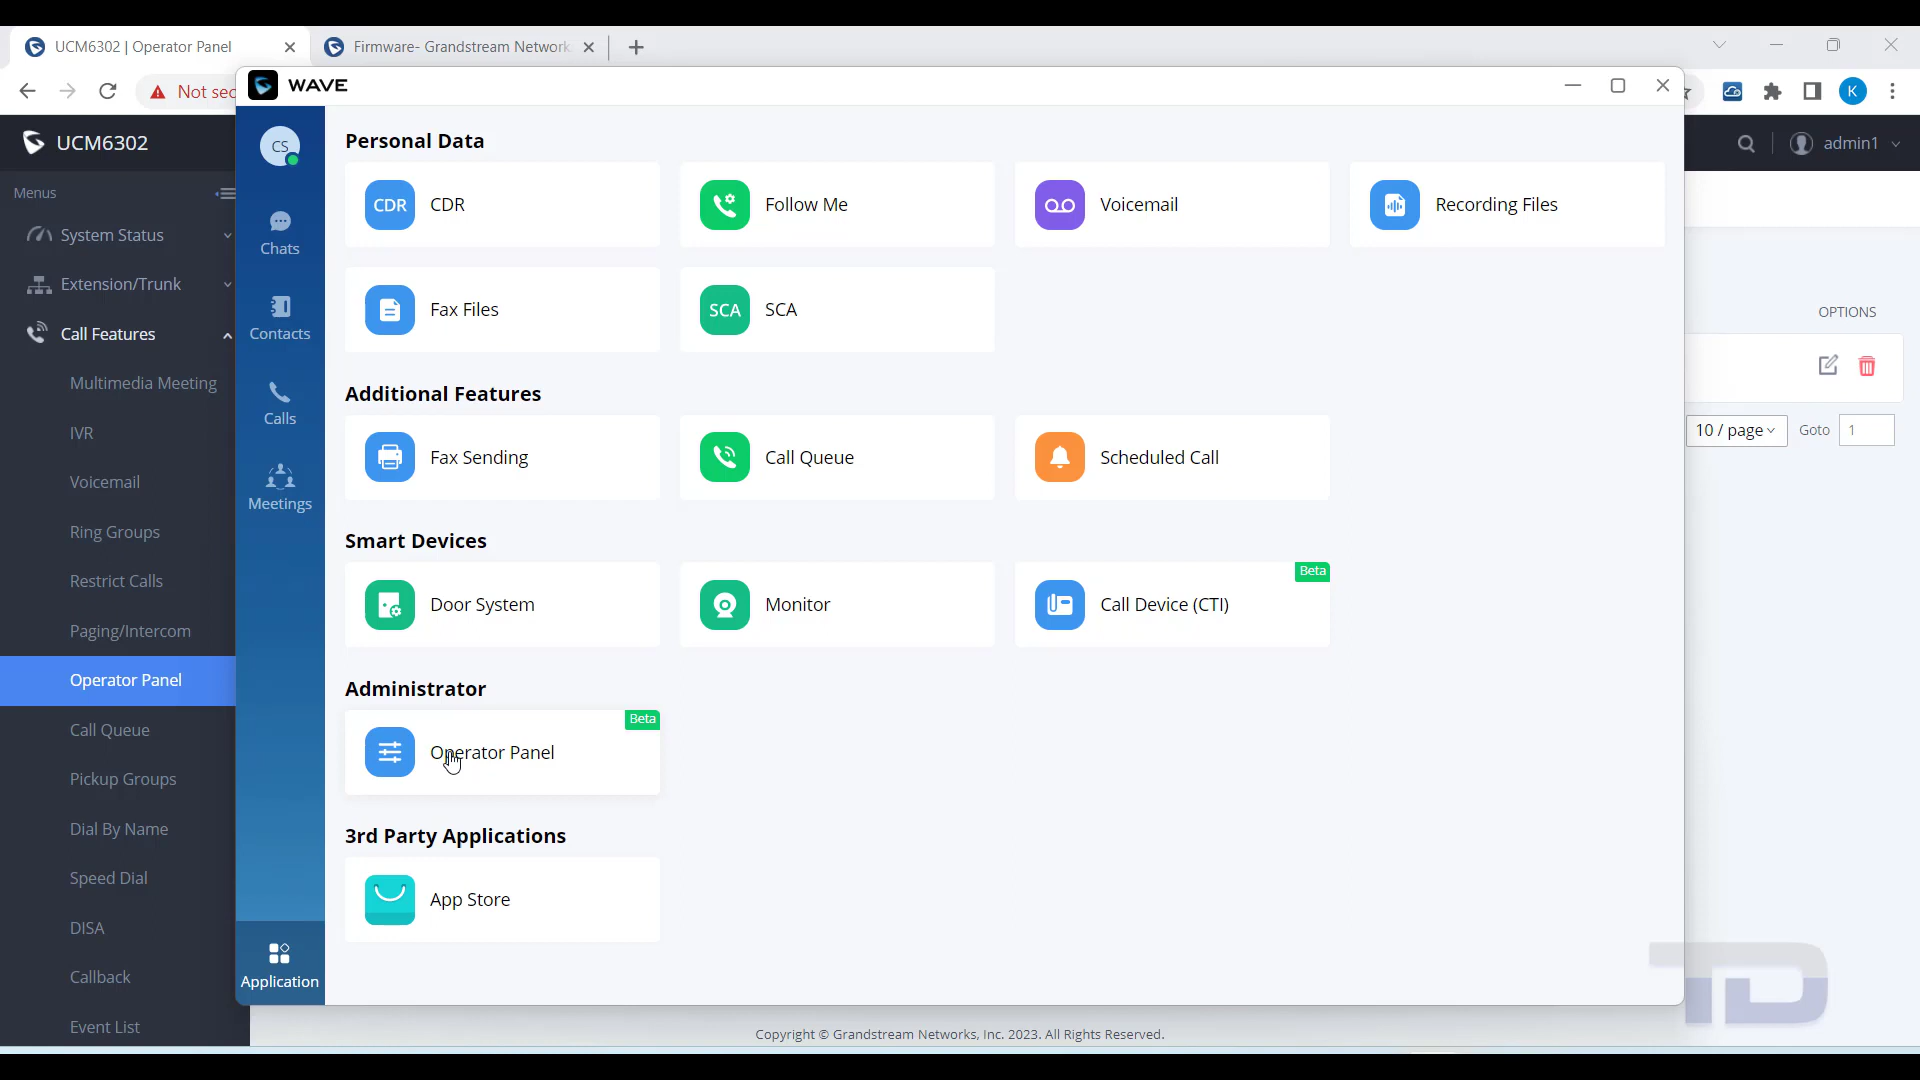 UCM6302 | Operator Panel
Firmware- Grandstream Network
Not sec
K
WAVE
UCM6302
admin1
Menus
System Status
Extension/Trunk
Call Features
Multimedia Meeting
IVR
Voicemail
Ring Groups
Restrict Calls
Paging/Intercom
Operator Panel
Call Queue
Pickup Groups
Dial By Name
Speed Dial
DISA
Callback
Event List
CS
Chats
Contacts
Calls
Meetings
Application
Personal Data
CDR CDR
Follow Me
Voicemail
Recording Files
Fax Files
SCA SCA
Additional Features
Fax Sending
Call Queue
Scheduled Call
Smart Devices
Door System
Monitor
Call Device (CTI)
Beta
Administrator
Operator Panel
Beta
3rd Party Applications
App Store
OPTIONS
10 / page
Goto
1
TD
Copyright © Grandstream Networks, Inc. 2023. All Rights Reserved.